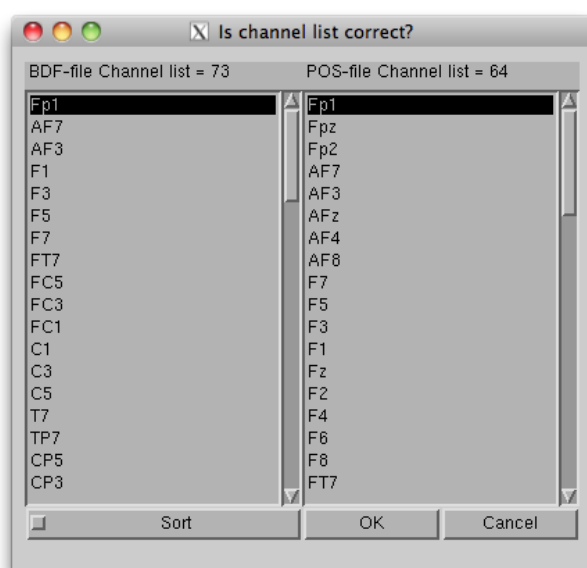 X Is channel list correct?
BDF-file Channel list = 73
POS-file Channel list = 64
Fp1
AF7
AF3
F1
F3
F5
F7
FT7
FC5
FC3
FC1
C1
C3
C5
T7
TP7
CP5
CP3
Fp1
Fpz
Fp2
AF7
AF3
AFz
AF4
AF8
F7
F5
F3
F1
Fz
F2
F4
F6
F8
FT7
Sort
OK
Cancel